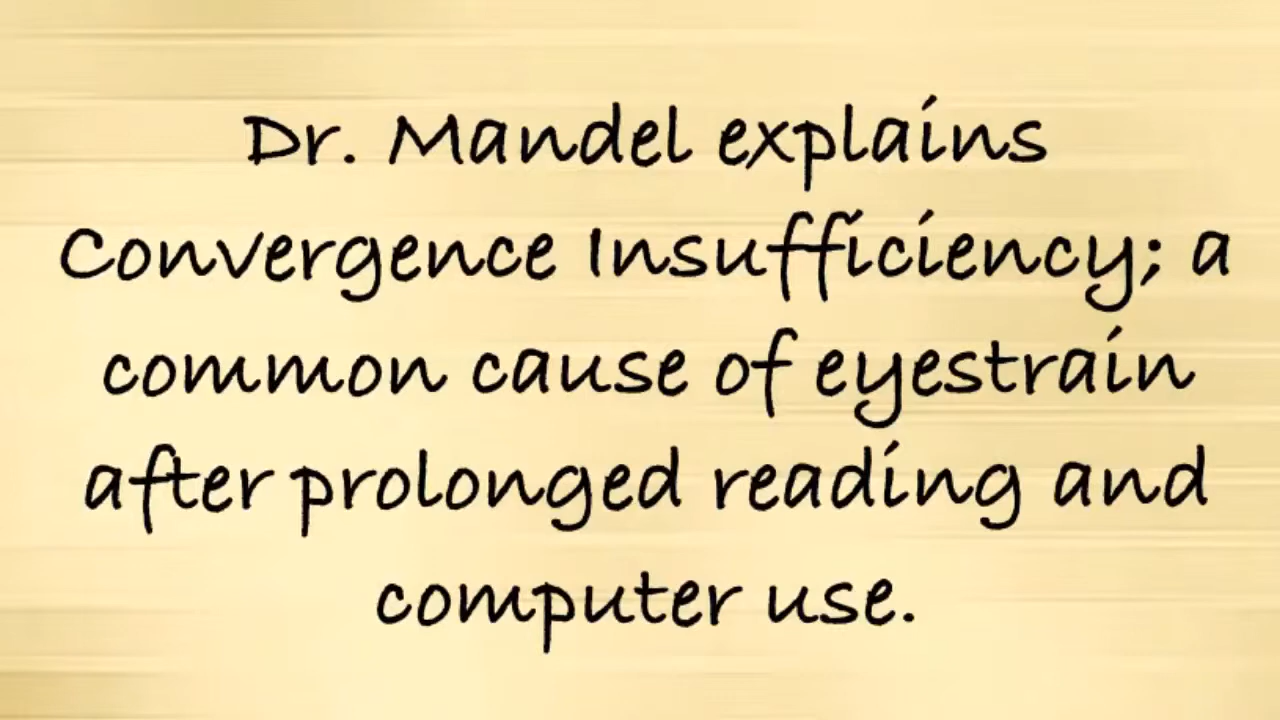 Dr. Mandel explains
Convergence Insufficiency; a
common cause of eyestrain
after prolonged reading and
computer use.